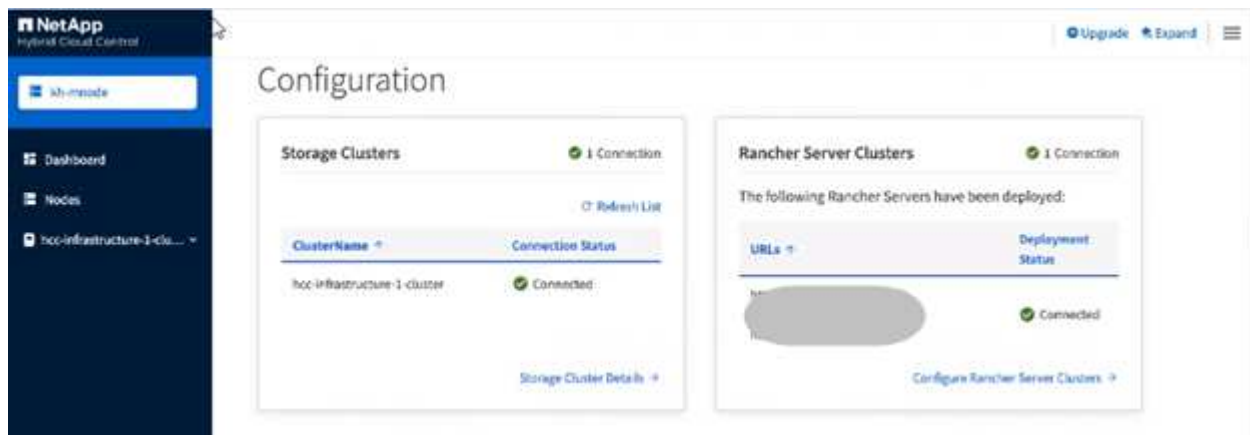 NetApp
Hybrid Cloud Control
Upgrade
Expand
kh-mnode
Dashboard
Nodes
hcc-infrastructure-1-clu...
Configuration
Storage Clusters
1 Connection
Refresh List
ClusterName
Connection Status
hcc-infrastructure-1-cluster
Connected
Storage Cluster Details
Rancher Server Clusters
1 Connection
The following Rancher Servers have been deployed:
URLs
Deployment
Status
Connected
Configure Rancher Server Clusters